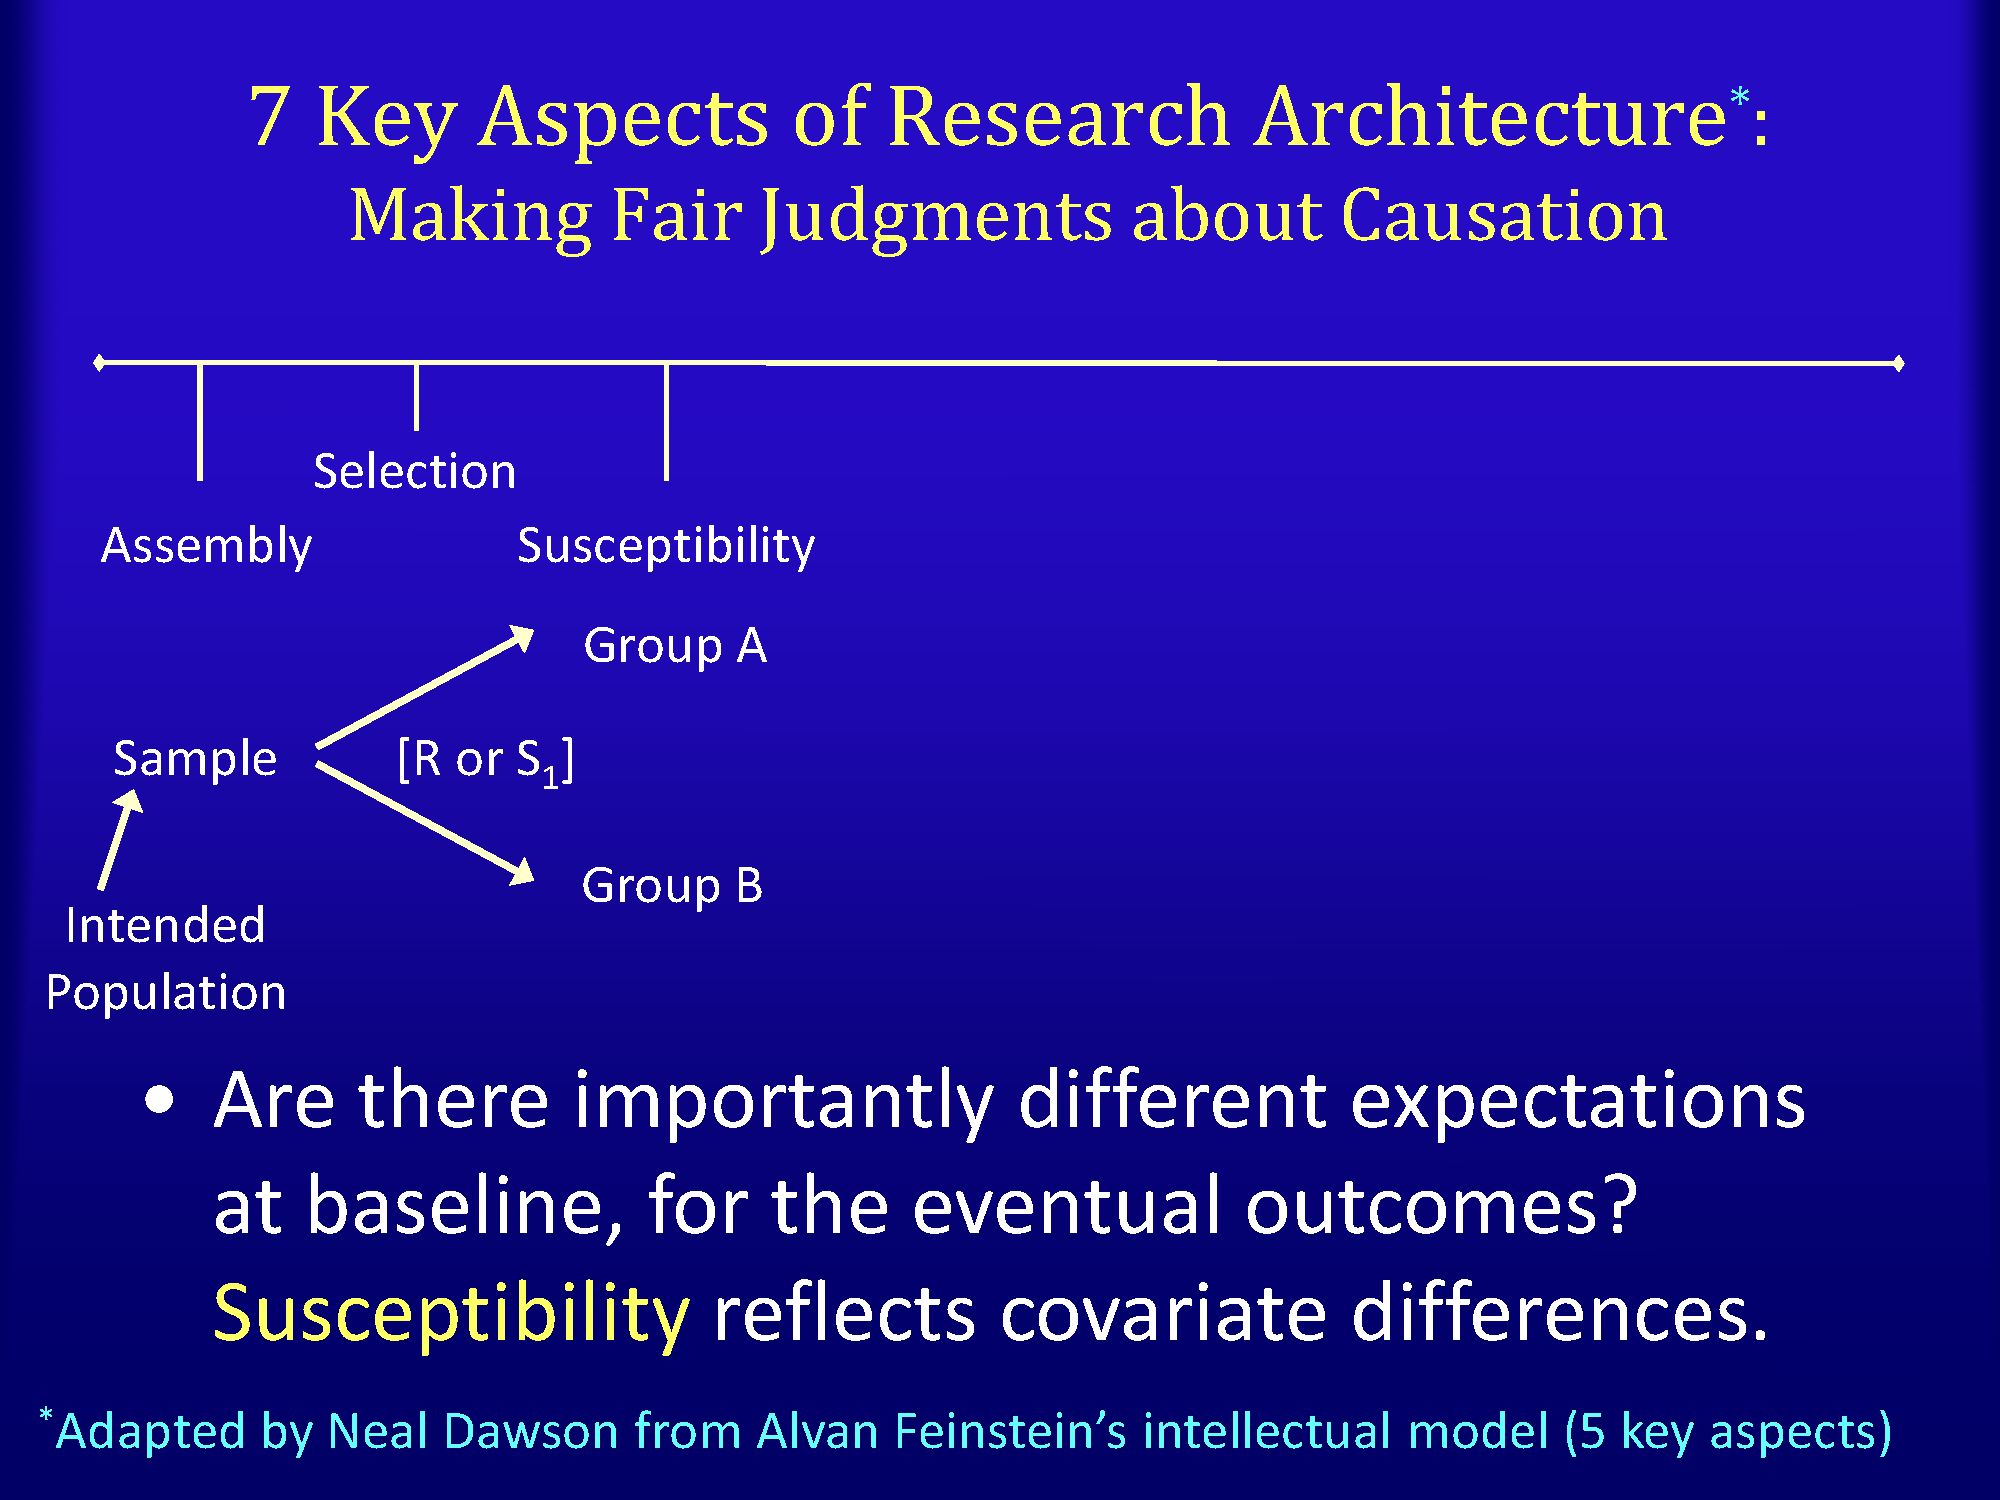 7 Key Aspects of Research Architecture*:
Making Fair Judgments about Causation
Selection
Assembly
Susceptibility
Group A
Sample
[R or S1]
Group B
Intended
Population
• Are there importantly different expectations
at baseline, for the eventual outcomes?
Susceptibility reflects covariate differences.
*Adapted by Neal Dawson from Alvan Feinstein’s intellectual model (5 key aspects)